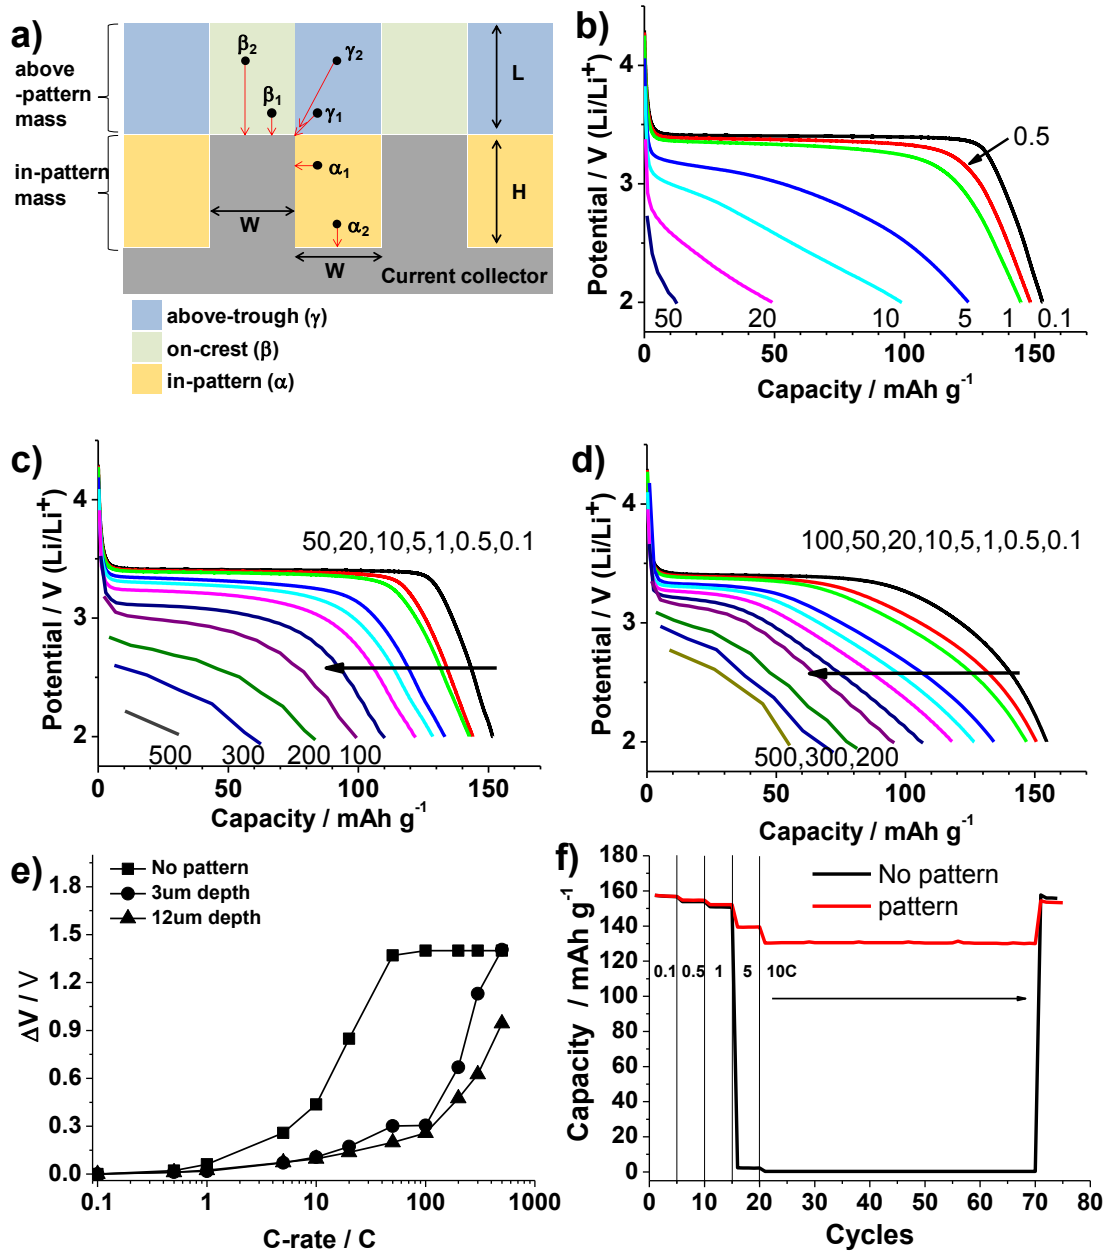 a)
above
-pattern
mass
in-pattern
mass
β2
γ2
β1
γ1
α1
α2
L
H
W
W
Current collector
above-trough (γ)
on-crest (β)
in-pattern (α)
b)
Potential / V (Li/Li+)
4
3
2
0.5
50
20
10
5
1
0.1
0
50
100
150
Capacity / mAh g-1
c)
Potential / V (Li/Li+)
4
3
2
50,20,10,5,1,0.5,0.1
500
300
200
100
0
50
100
150
Capacity / mAh g-1
d)
Potential / V (Li/Li+)
4
3
2
100,50,20,10,5,1,0.5,0.1
500,300,200
0
50
100
150
Capacity / mAh g-1
e)
No pattern
3um depth
12um depth
ΔV / V
1.8
1.5
1.2
0.9
0.6
0.3
0.0
0.1
1
10
100
1000
C-rate / C
f)
No pattern
pattern
Capacity / mAh g-1
180
160
140
120
100
80
60
40
20
0
0.1
0.5
1
5
10C
0
10
20
30
40
50
60
70
80
Cycles